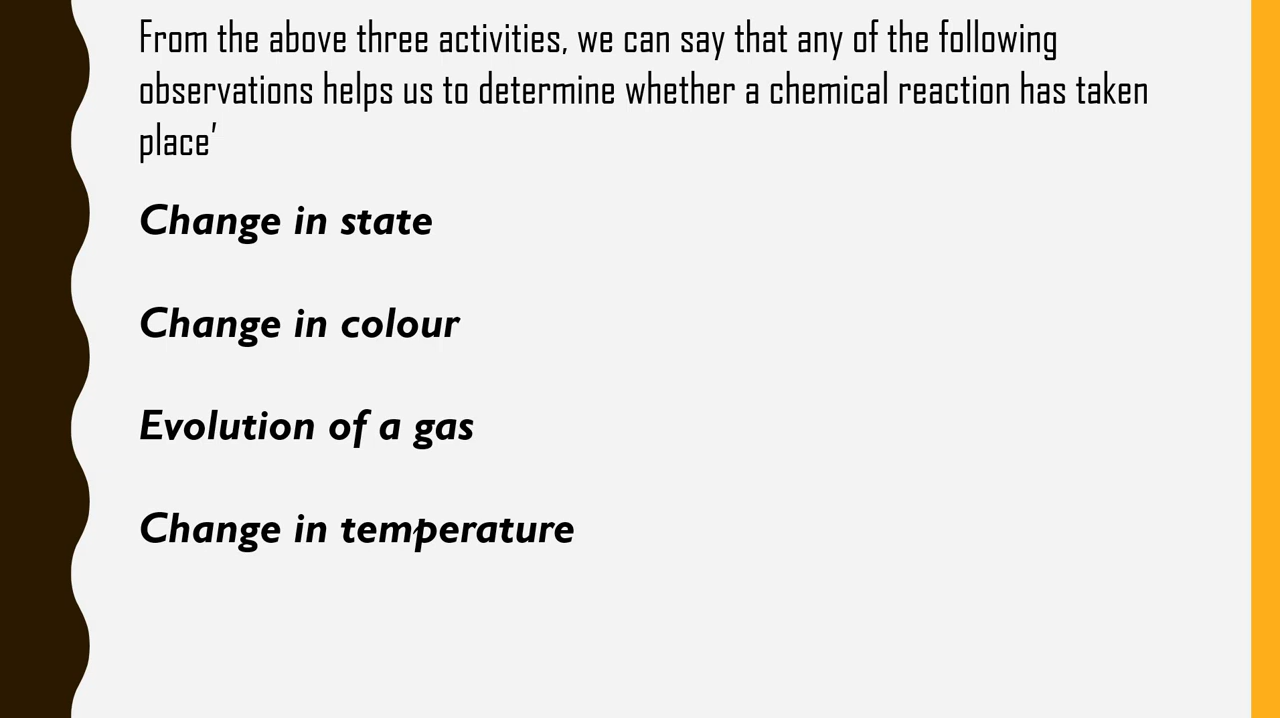 From the above three activities, we can say that any of the following
observations helps us to determine whether a chemical reaction has taken
place’
Change in state
Change in colour
Evolution of a gas
Change in temperature